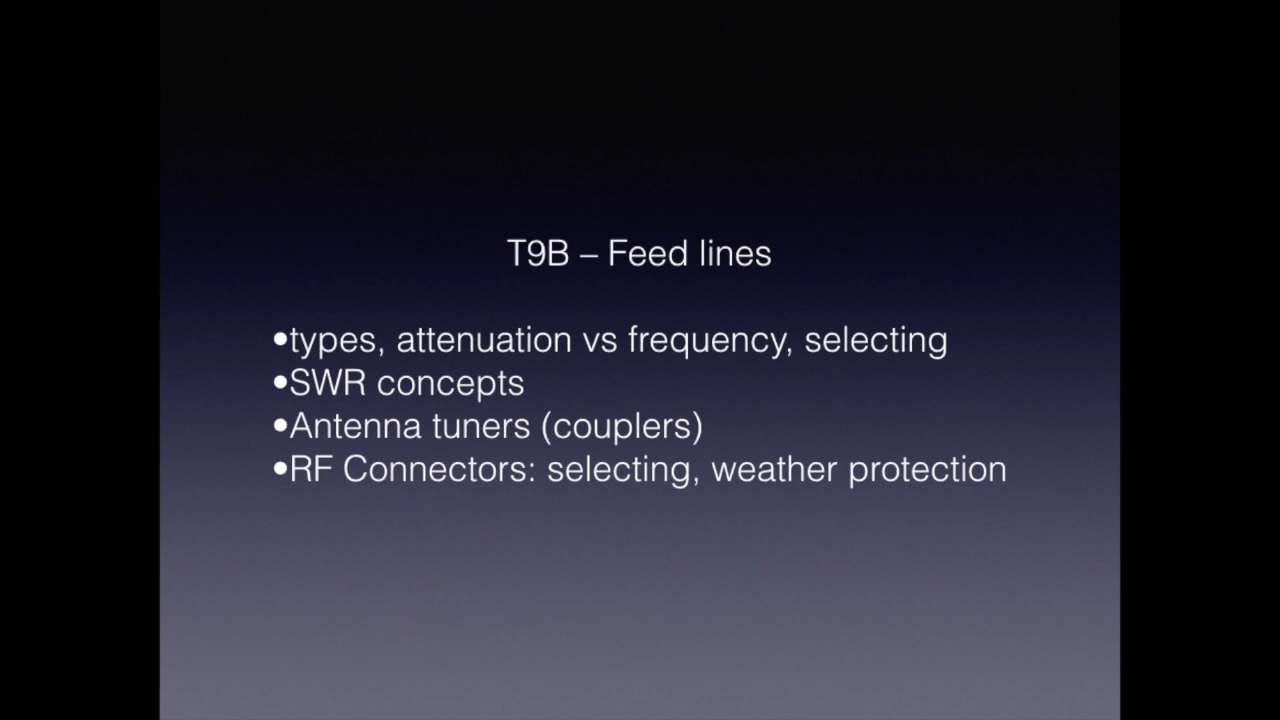 T9B – Feed lines
•types, attenuation vs frequency, selecting
•SWR concepts
•Antenna tuners (couplers)
•RF Connectors: selecting, weather protection